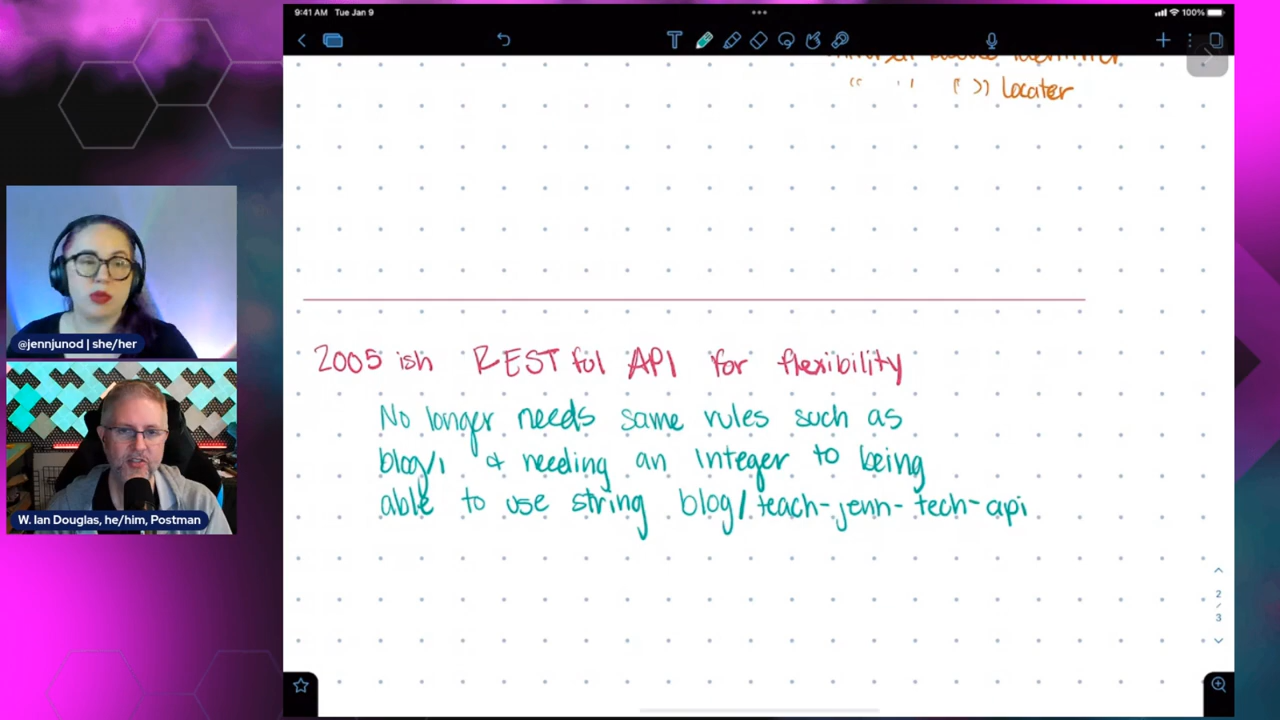 9:41 AM Tue Jan 9
100%
Locater
2005 ish RESTful API for flexibility
No longer needs same rules such as
blog/1 & needing an integer to being
able to use string blog/teach-jenn-tech-api
@jennjunod | she/her
W. Ian Douglas, he/him, Postman
2
/
3